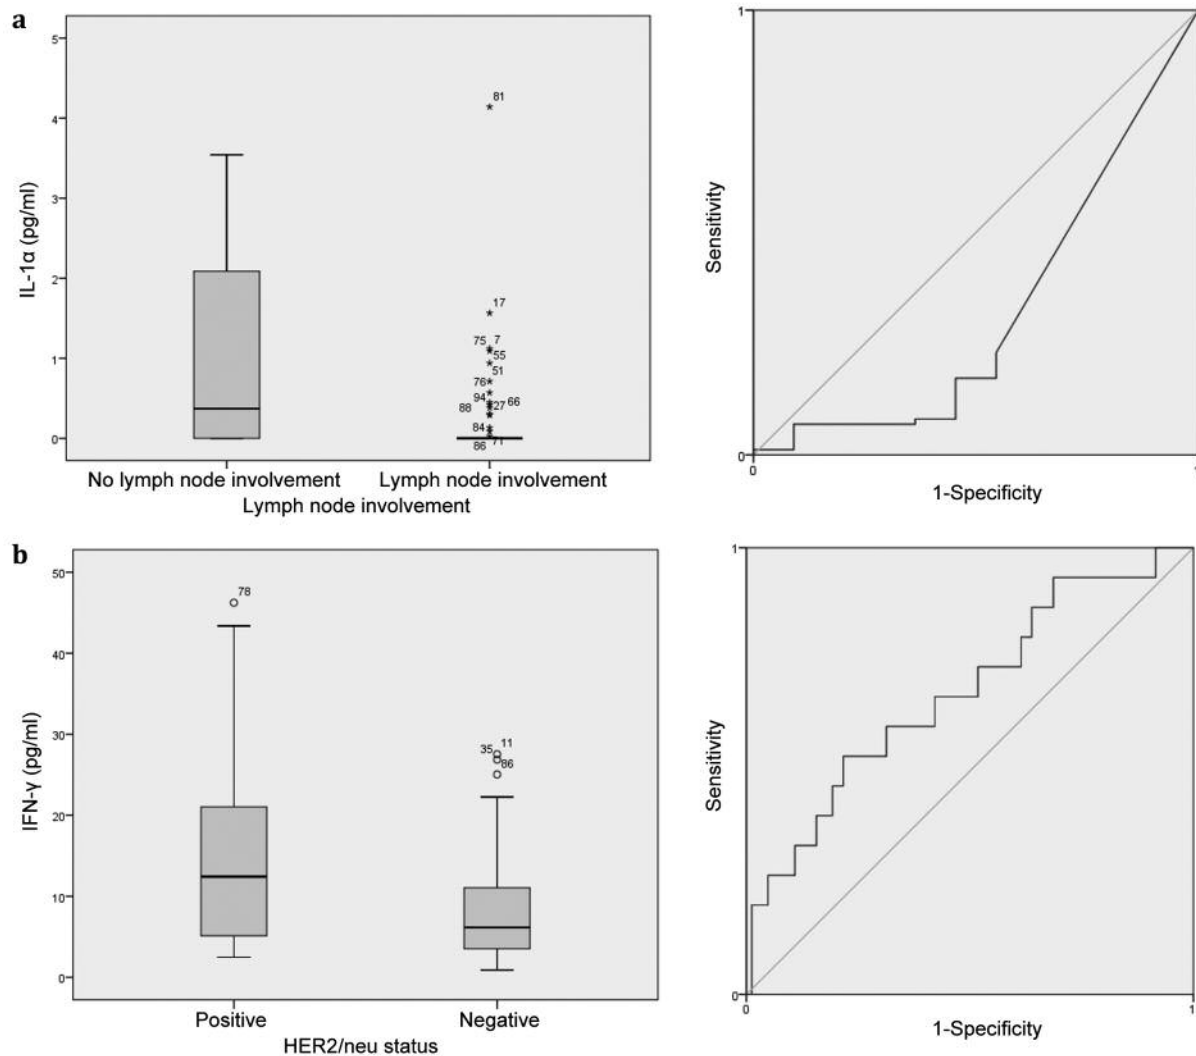 a
5
4
3
2
1
0
IL-1α (pg/ml)
81
17
75 7
55
51
76
94 66
88 27
84
71
86
No lymph node involvement Lymph node involvement
Lymph node involvement
1
Sensitivity
0
0 1
1-Specificity
b
50
40
30
20
10
0
IFN-γ (pg/ml)
78
35 11
86
Positive Negative
HER2/neu status
1
Sensitivity
0
0 1
1-Specificity